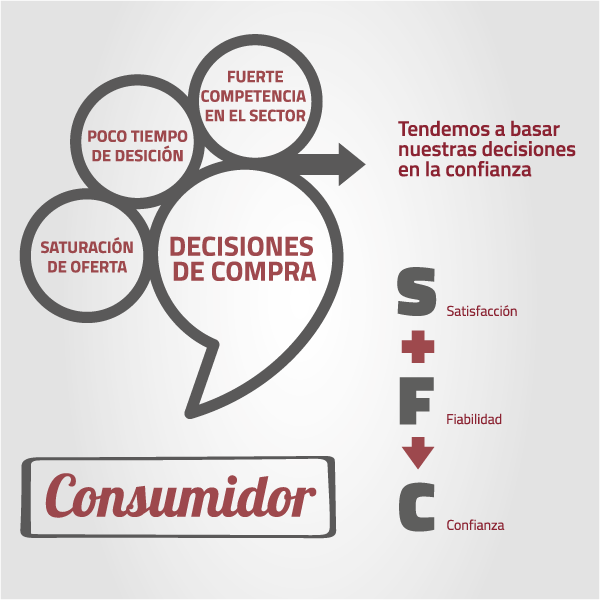 FUERTE
COMPETENCIA
EN EL SECTOR
POCO TIEMPO
DE DESICIÓN
SATURACIÓN
DE OFERTA
DECISIONES
DE COMPRA
Tendemos a basar
nuestras decisiones
en la confianza
S
Satisfacción
+
F
Fiabilidad
C
Confianza
Consumidor